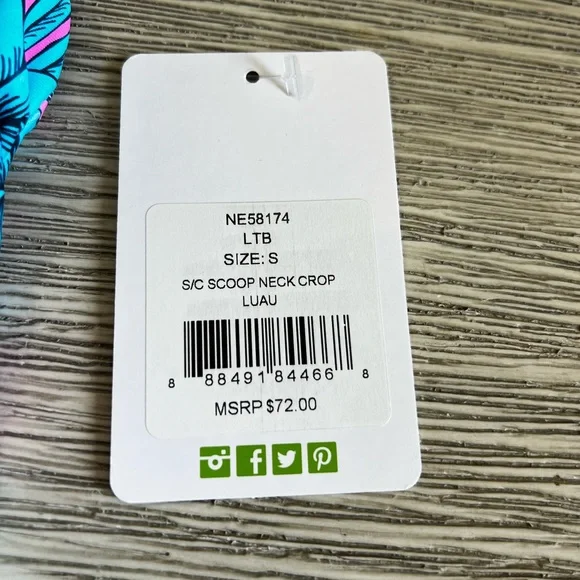 NE58174
LTB
SIZE: S
S/C SCOOP NECK CROP
LUAU
8 88491 84466 8
MSRP $72.00